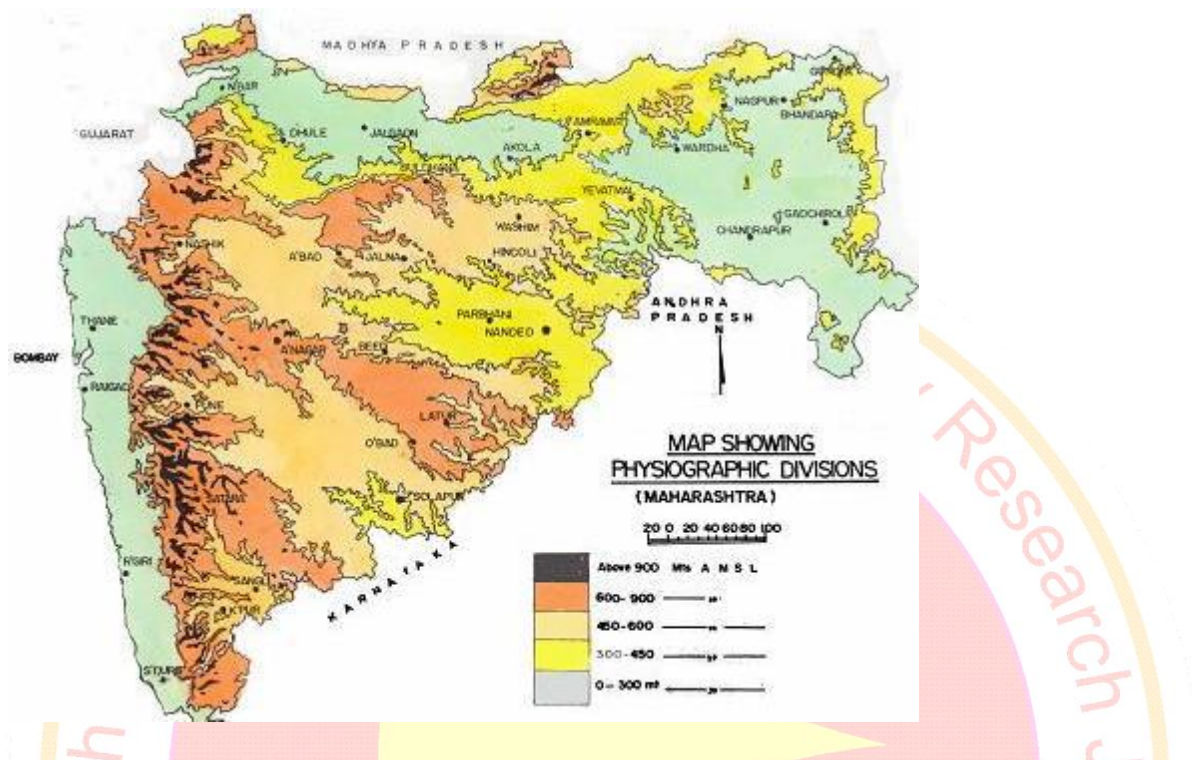 MADHYA PRADESH
N'BAR
NAGPUR
BHANDARA
GUJARAT
DHULE
JALGAON
AKOLA
WARDHA
YEVATMAL
WASHIM
GADCHIROLI
CHANDRAPUR
NASHIK
A'BAD
JALNA
HINGOLI
ANDHRA
PRADESH
N
THANE
PARBHANI
NANDED
BOMBAY
A'NAGAR
BEED
RAIGAD
PUNE
LATUR
O'BAD
MAP SHOWING
PHYSIOGRAPHIC DIVISIONS
(MAHARASHTRA)
SATARA
SOLAPUR
20 0 20 40 60 80 100
KARNATAKA
R'GIRI
SANGLI
Above 900 Mts A M S L
600-900
450-600
300-450
0-300 mt
y Research J
h